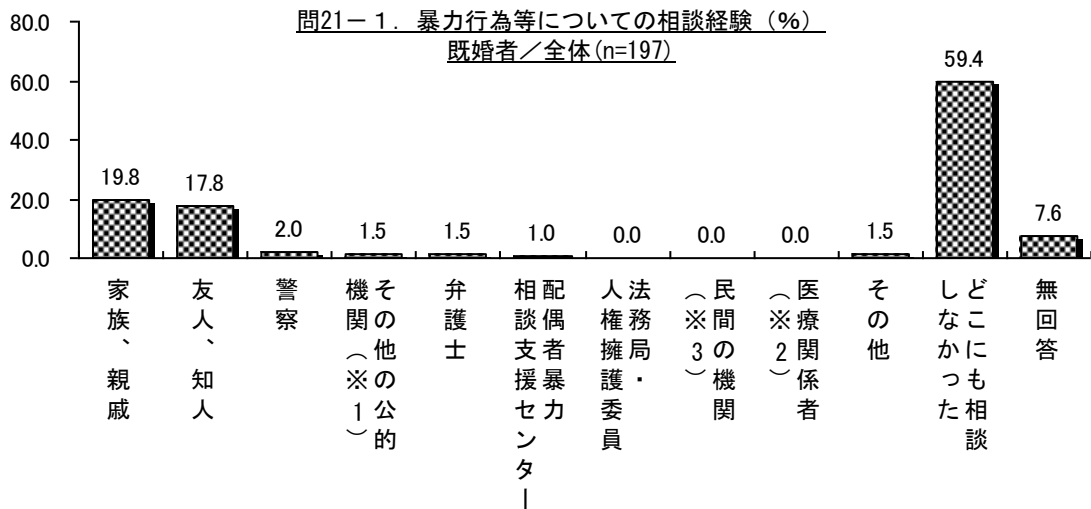 問21－１．暴力行為等についての相談経験（%）
既婚者／全体(n=197)
80.0
60.0
40.0
20.0
0.0
19.8
17.8
2.0
1.5
1.5
1.0
0.0
0.0
0.0
1.5
59.4
7.6
家族、親戚
友人、知人
警察
その他の公的
機関（※１）
弁護士
配偶者暴力
相談支援センター
法務局・
人権擁護委員
民間の機関
（※３）
医療関係者
（※２）
その他
どこにも相談
しなかった
無回答